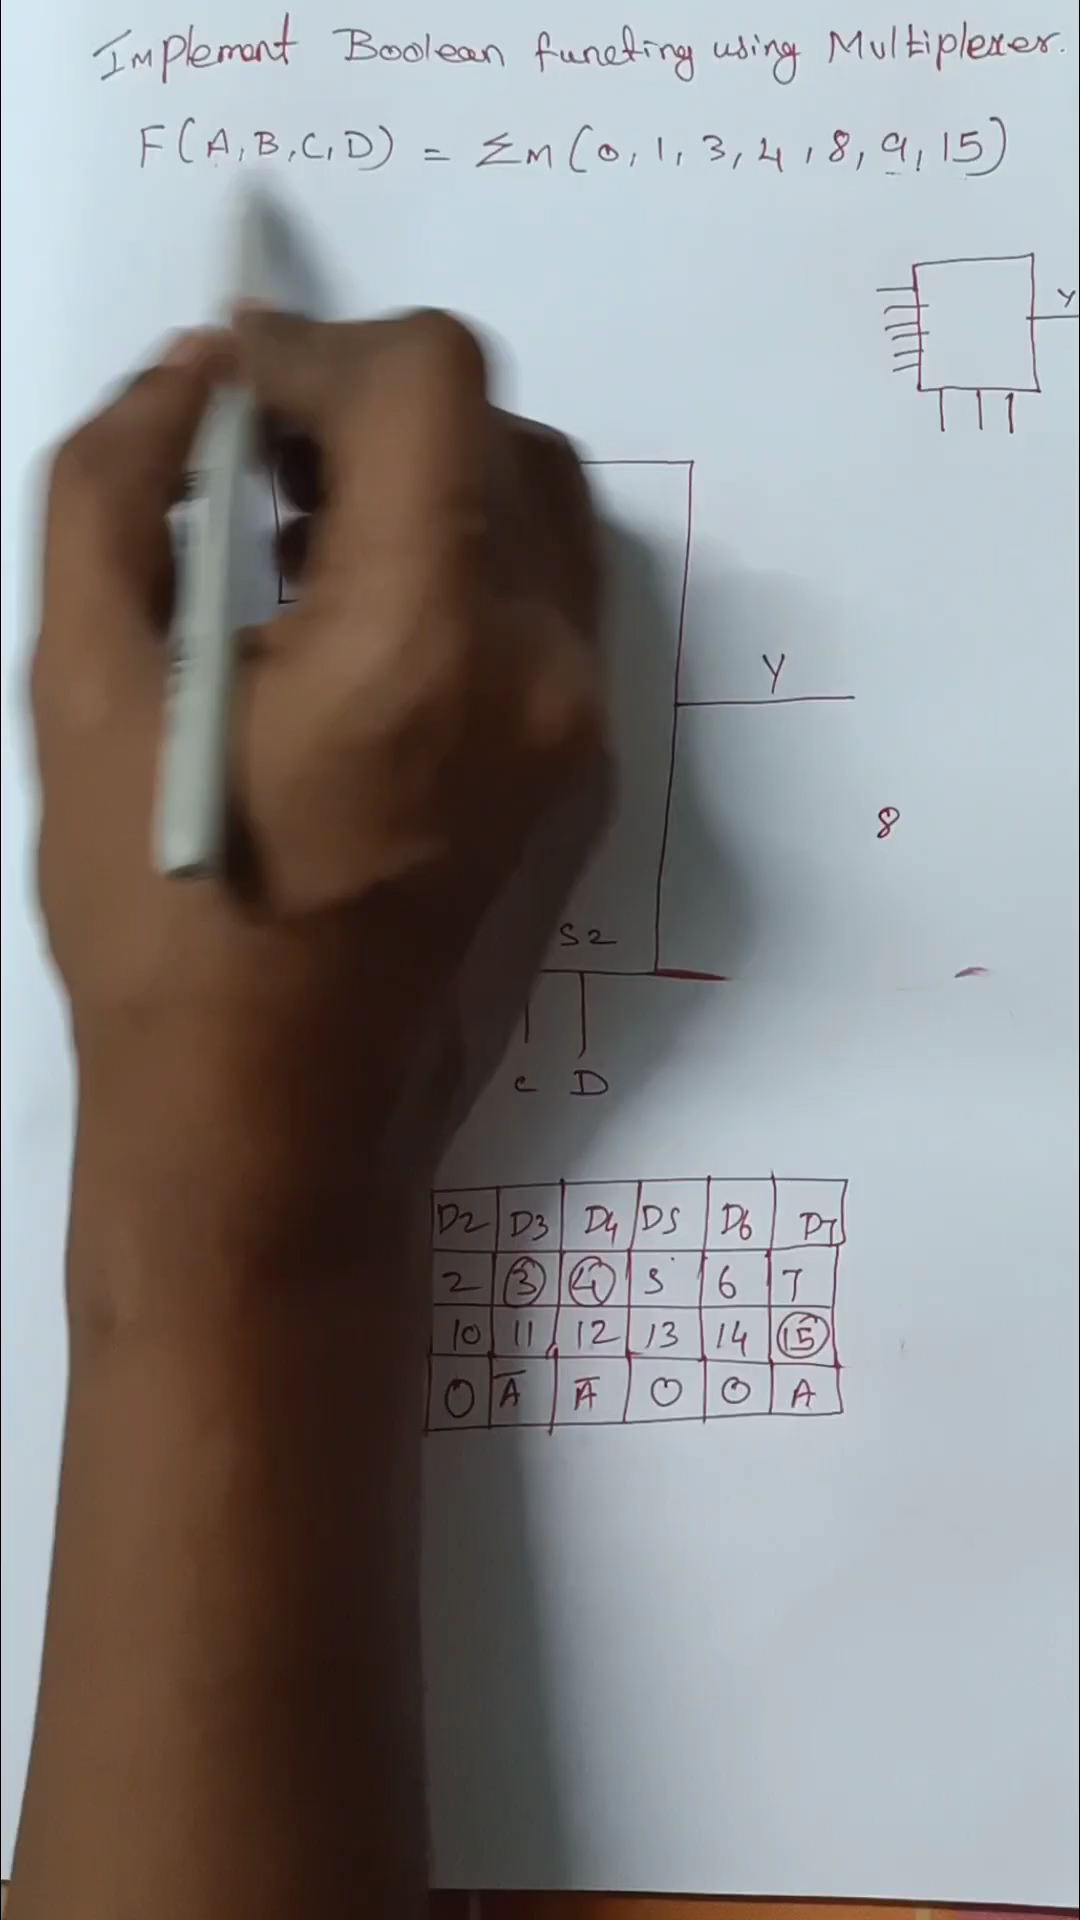 Implement Boolean functing using Multiplexer.
F(A,B,C,D) = Σm(0,1,3,4,8,9,15)
Y
Y
8
S2
C D
D2 D3 D4 D5 D6 D7
2 3 4 5 6 7
10 11 12 13 14 15
0 Ā Ā 0 0 A